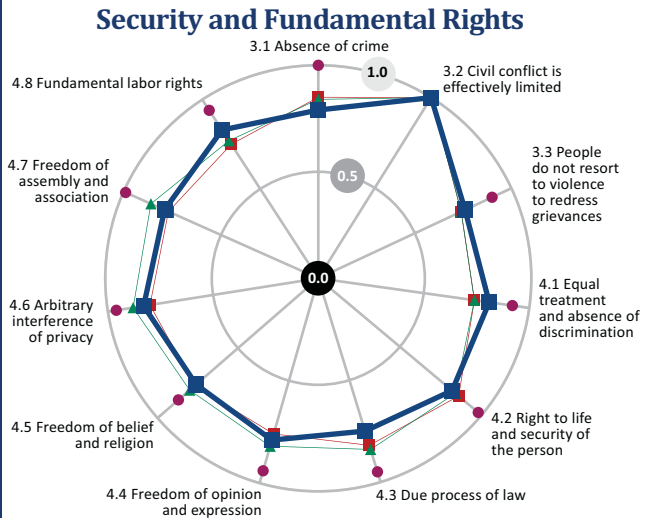 Security and Fundamental Rights
3.1 Absence of crime
1.0
3.2 Civil conflict is
effectively limited
0.5
3.3 People
do not resort
to violence
to redress
grievances
0.0
4.1 Equal
treatment
and absence of
discrimination
4.2 Right to life
and security of
the person
4.3 Due process of law
4.4 Freedom of opinion
and expression
4.5 Freedom of belief
and religion
4.6 Arbitrary
interference
of privacy
4.7 Freedom of
assembly and
association
4.8 Fundamental labor rights